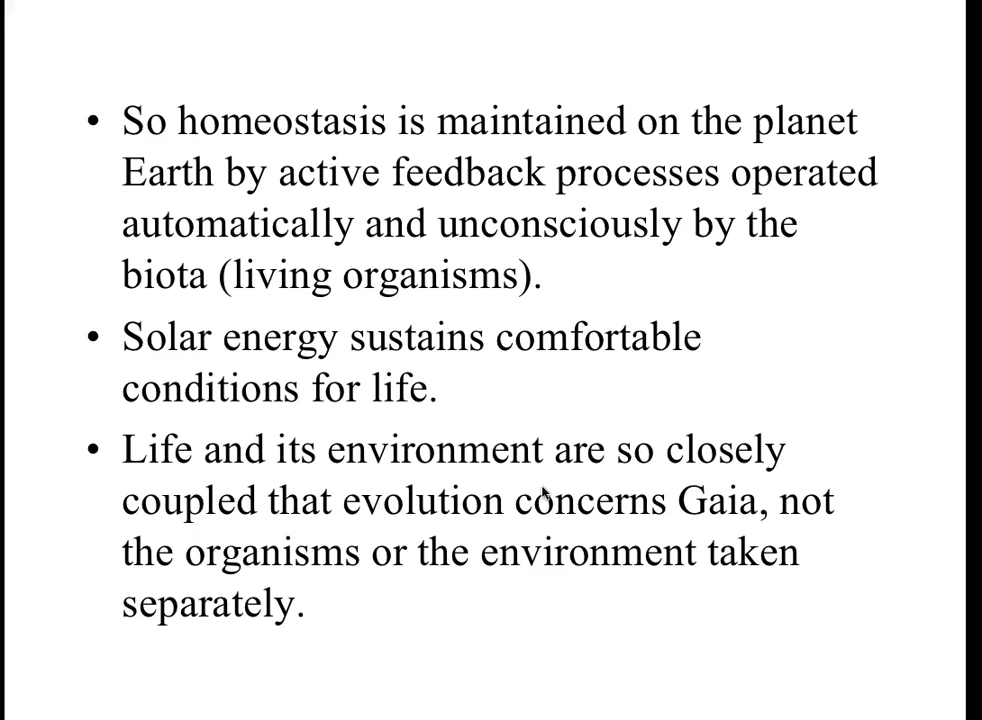 • So homeostasis is maintained on the planet
Earth by active feedback processes operated
automatically and unconsciously by the
biota (living organisms).
• Solar energy sustains comfortable
conditions for life.
• Life and its environment are so closely
coupled that evolution concerns Gaia, not
the organisms or the environment taken
separately.